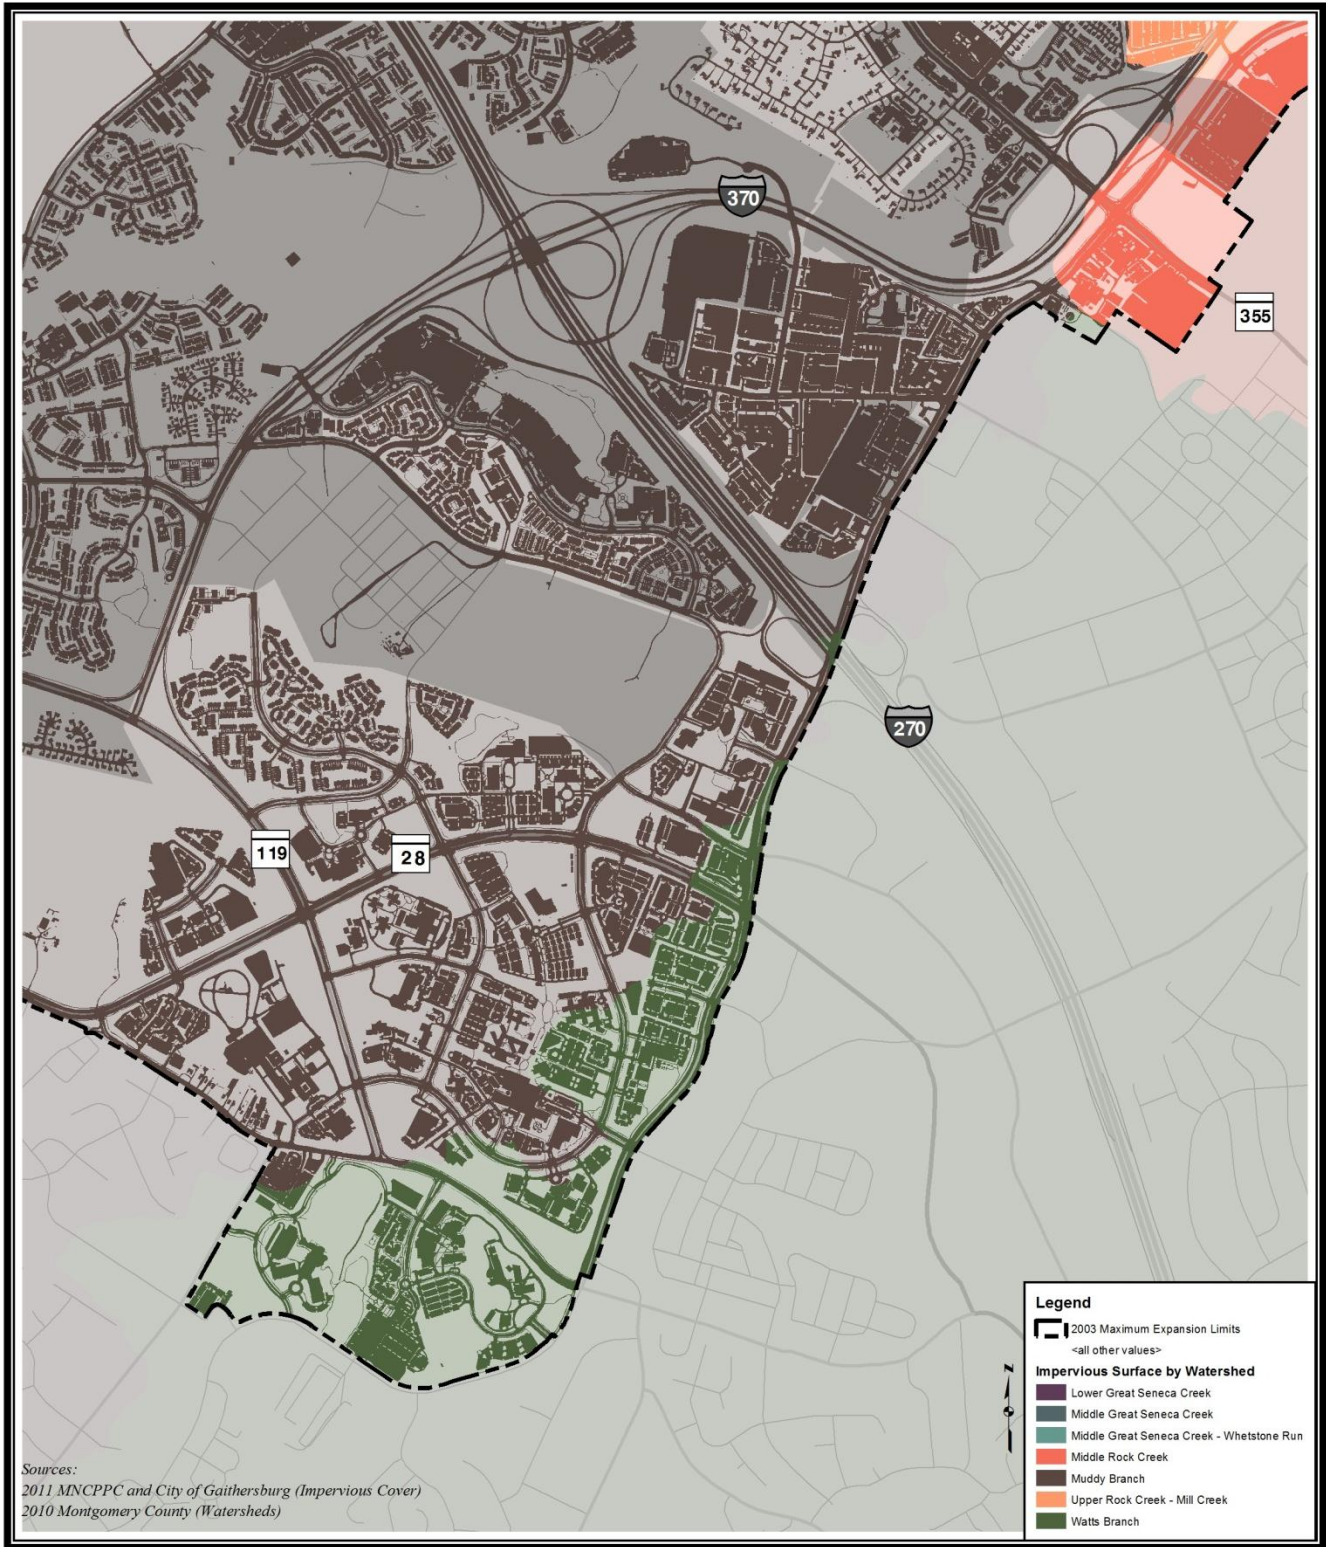 370
355
270
119
28
Legend
2003 Maximum Expansion Limits
<all other values>
Impervious Surface by Watershed
Lower Great Seneca Creek
Middle Great Seneca Creek
Middle Great Seneca Creek - Whetstone Run
Middle Rock Creek
Muddy Branch
Upper Rock Creek - Mill Creek
Watts Branch
N
Sources:
2011 MNCPPC and City of Gaithersburg (Impervious Cover)
2010 Montgomery County (Watersheds)